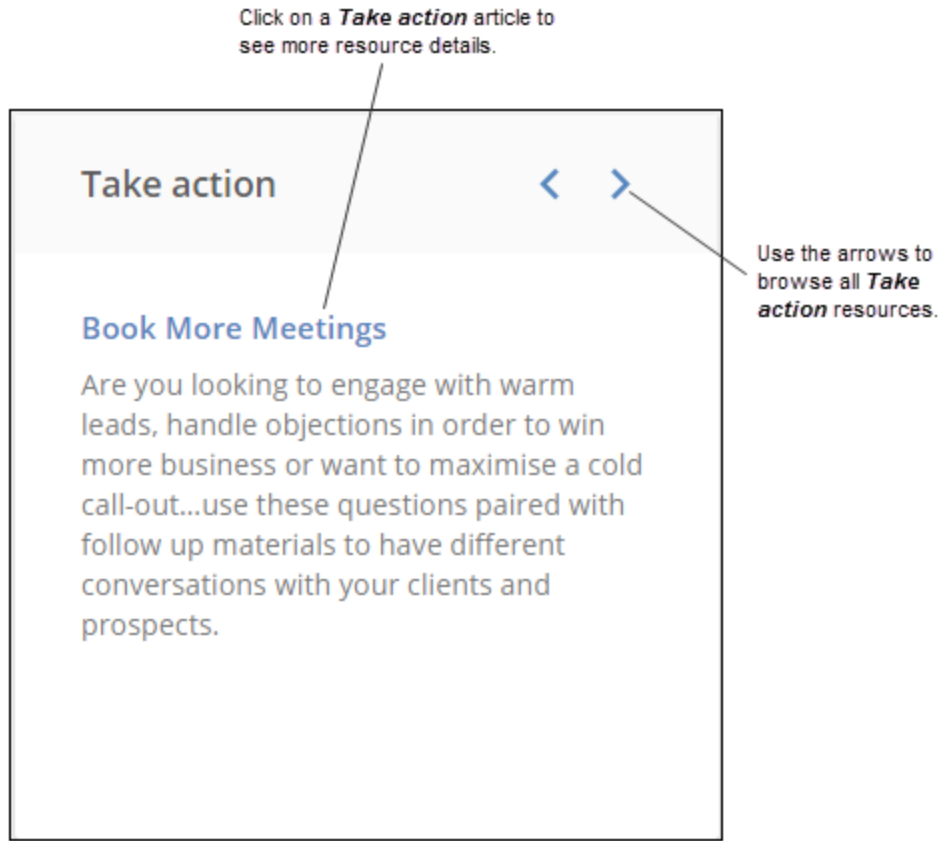 Click on a Take action article to
see more resource details.
Take action
Use the arrows to
browse all Take
action resources.
Book More Meetings
Are you looking to engage with warm
leads, handle objections in order to win
more business or want to maximise a cold
call-out...use these questions paired with
follow up materials to have different
conversations with your clients and
prospects.